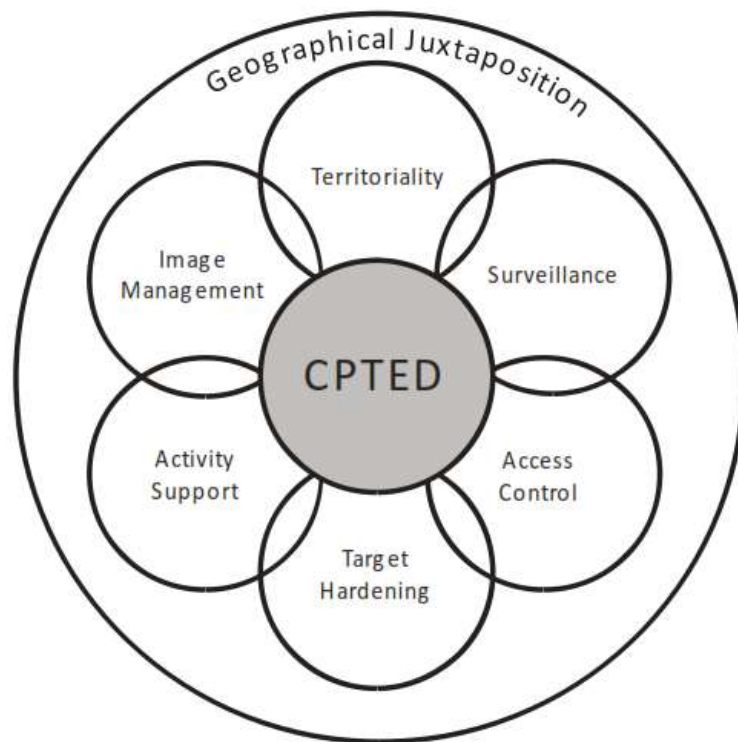 Geographical Juxtaposition
Territoriality
Image
Management
Surveillance
CPTED
Activity
Support
Access
Control
Target
Hardening